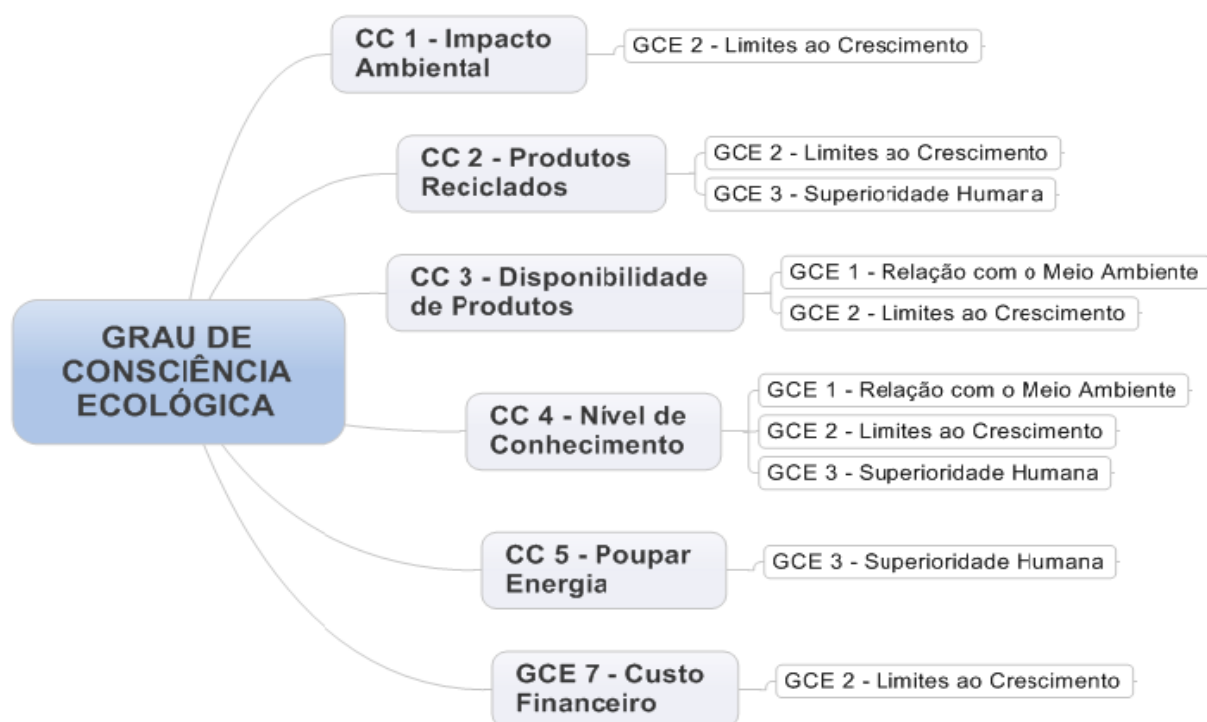 CC 1 - Impacto
Ambiental
GCE 2 - Limites ao Crescimento
CC 2 - Produtos
Reciclados
GCE 2 - Limites ao Crescimento
GCE 3 - Superioridade Humana
CC 3 - Disponibilidade
de Produtos
GCE 1 - Relação com o Meio Ambiente
GCE 2 - Limites ao Crescimento
GRAU DE
CONSCIÊNCIA
ECOLÓGICA
CC 4 - Nível de
Conhecimento
GCE 1 - Relação com o Meio Ambiente
GCE 2 - Limites ao Crescimento
GCE 3 - Superioridade Humana
CC 5 - Poupar
Energia
GCE 3 - Superioridade Humana
GCE 7 - Custo
Financeiro
GCE 2 - Limites ao Crescimento